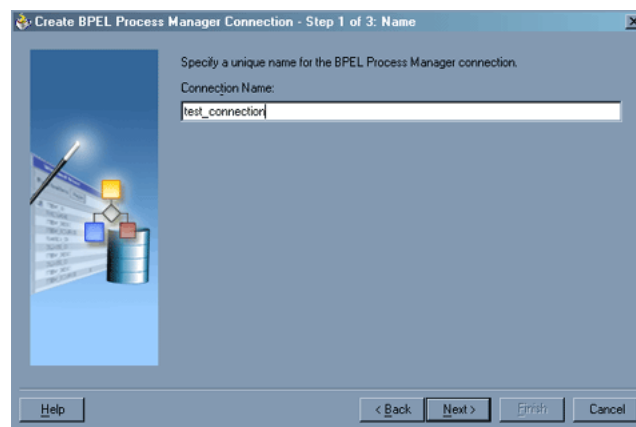 Create BPEL Process Manager Connection - Step 1 of 3: Name
Specify a unique name for the BPEL Process Manager connection.
Connection Name:
test_connection
Help
< Back
Next >
Finish
Cancel